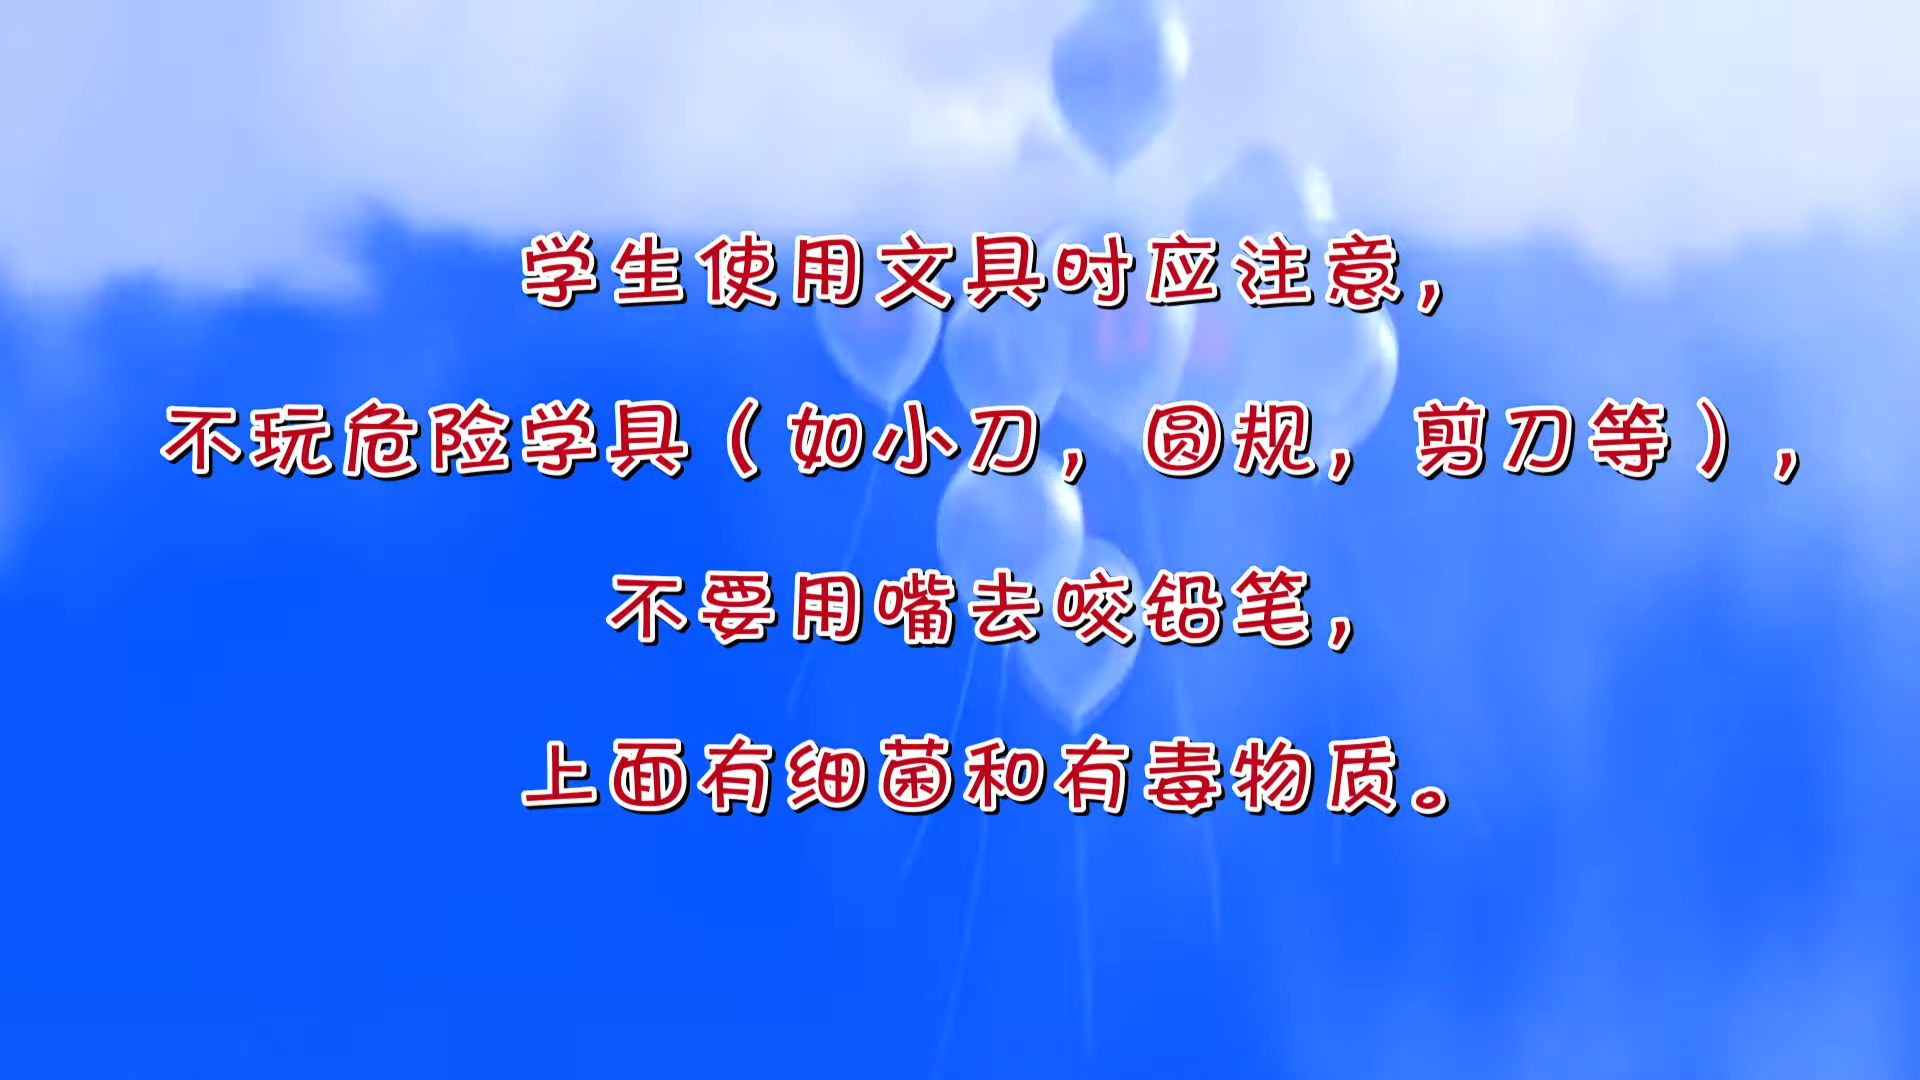 学生使用文具时应注意，
不玩危险学具（如小刀，圆规，剪刀等），
不要用嘴去咬铅笔，
上面有细菌和有毒物质。